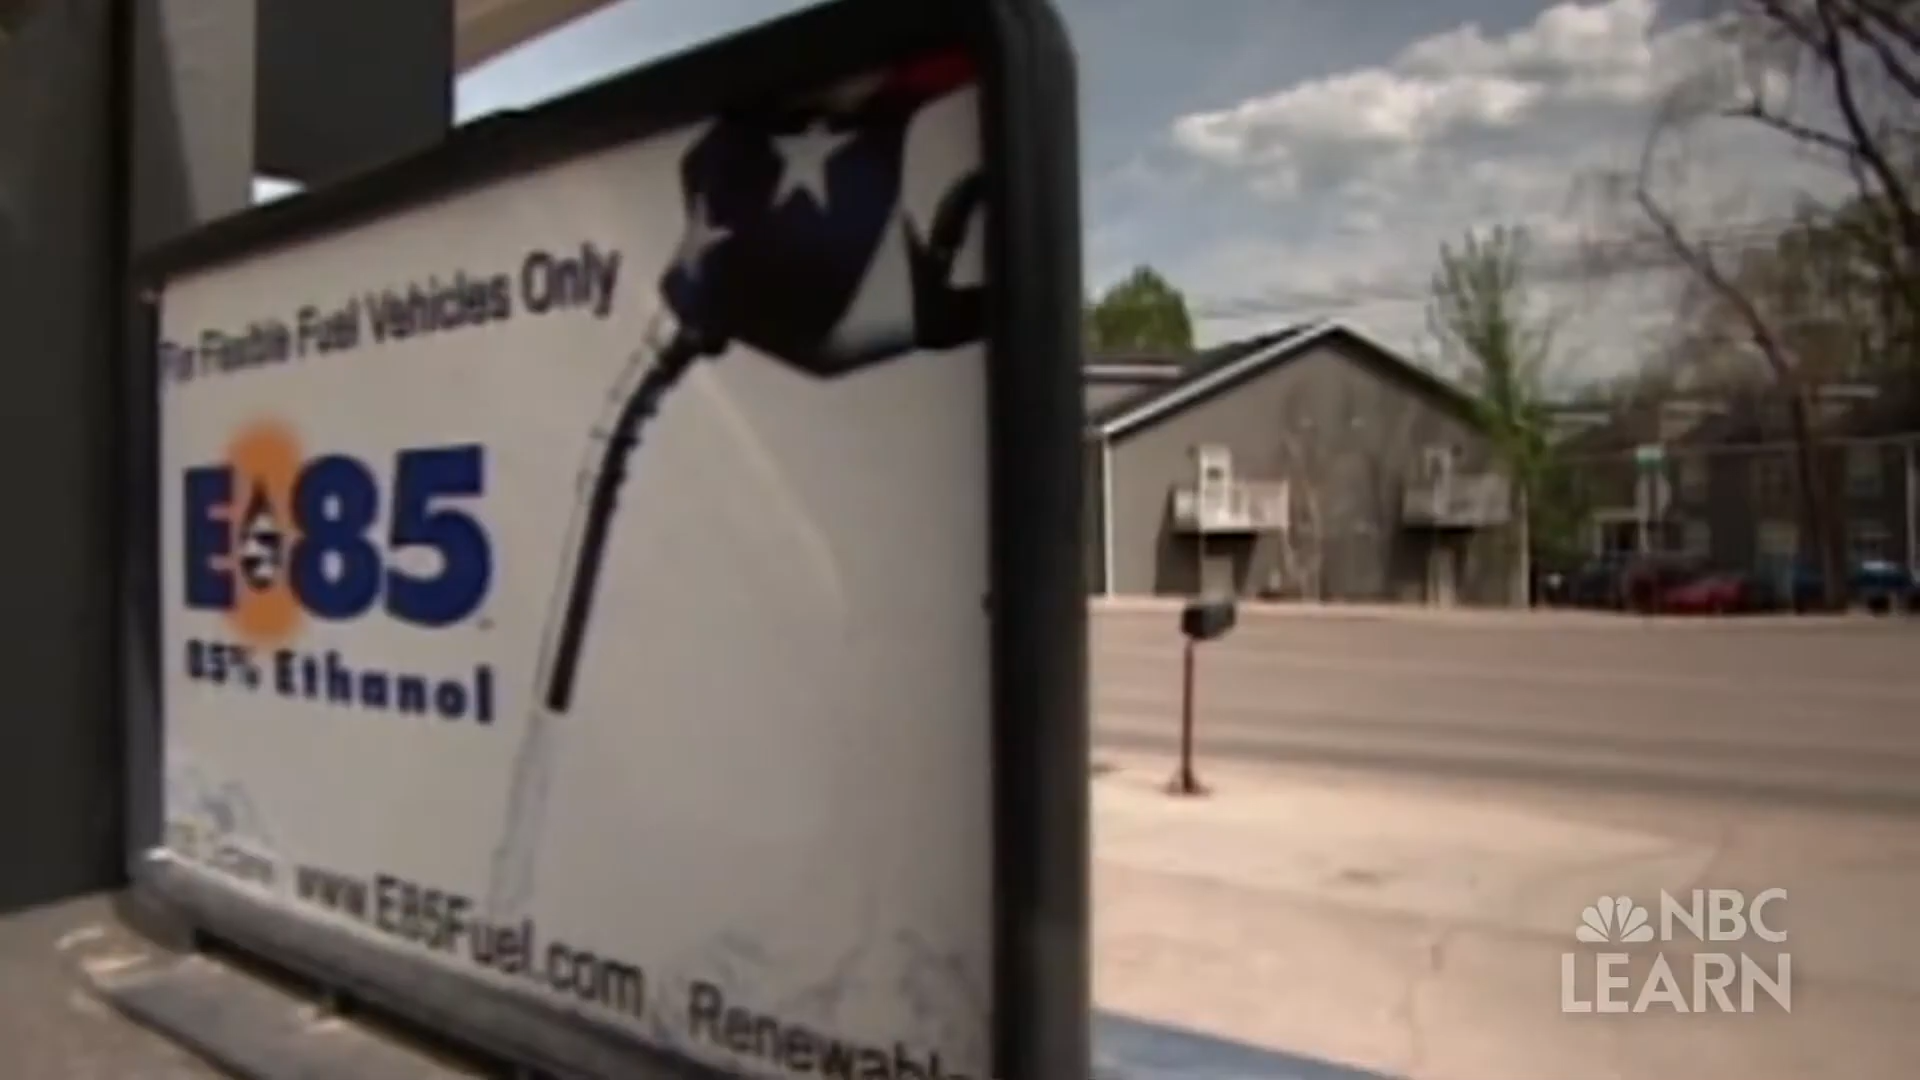 For Flexible Fuel Vehicles Only
E85
85% Ethanol
www.E85Fuel.com
NBC
LEARN